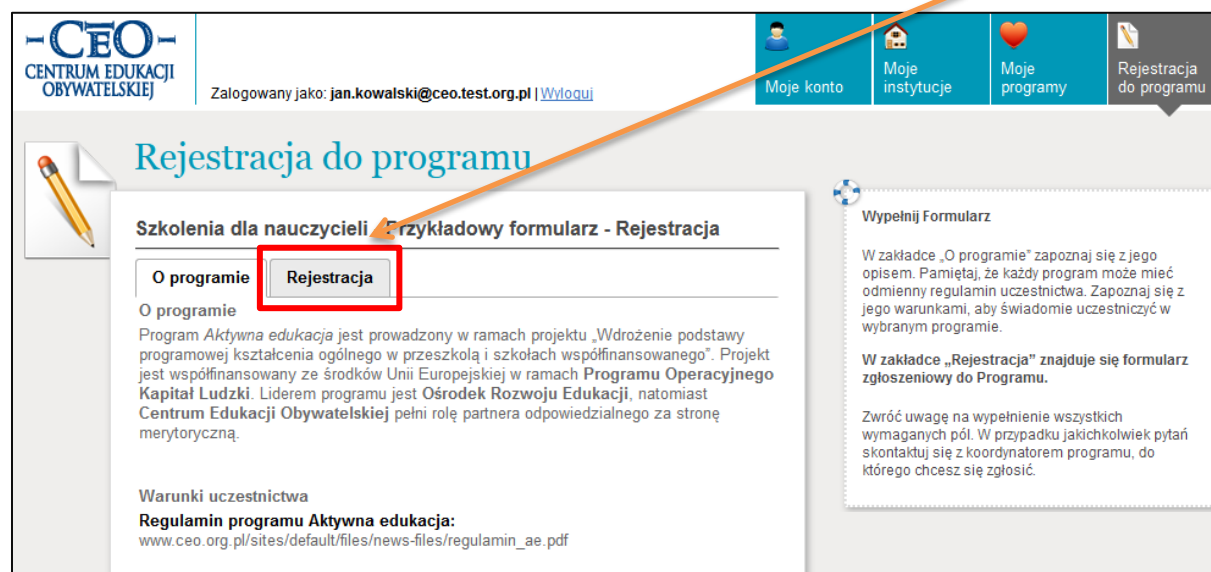 -CEO-
CENTRUM EDUKACJI
OBYWATELSKIEJ
Zalogowany jako: jan.kowalski@ceo.test.org.pl | Wyloguj
Moje konto
Moje
instytucje
Moje
programy
Rejestracja
do programu
Rejestracja do programu
Szkolenia dla nauczycieli - Przykładowy formularz - Rejestracja
O programie
Rejestracja
O programie
Program Aktywna edukacja jest prowadzony w ramach projektu „Wdrożenie podstawy
programowej kształcenia ogólnego w przeszkolą i szkołach współfinansowanego”. Projekt
jest współfinansowany ze środków Unii Europejskiej w ramach Programu Operacyjnego
Kapitał Ludzki. Liderem programu jest Ośrodek Rozwoju Edukacji, natomiast
Centrum Edukacji Obywatelskiej pełni rolę partnera odpowiedzialnego za stronę
merytoryczną.
Warunki uczestnictwa
Regulamin programu Aktywna edukacja:
www.ceo.org.pl/sites/default/files/news-files/regulamin_ae.pdf
Wypełnij Formularz
W zakładce „O programie” zapoznaj się z jego
opisem. Pamiętaj, że każdy program może mieć
odmienny regulamin uczestnictwa. Zapoznaj się z
jego warunkami, aby świadomie uczestniczyć w
wybranym programie.
W zakładce „Rejestracja” znajduje się formularz
zgłoszeniowy do Programu.
Zwróć uwagę na wypełnienie wszystkich
wymaganych pól. W przypadku jakichkolwiek pytań
skontaktuj się z koordynatorem programu, do
którego chcesz się zgłosić.